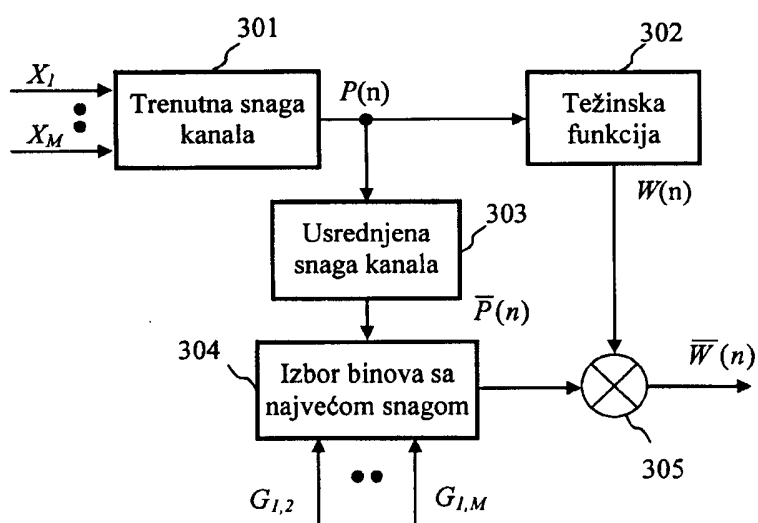 301
302
X1
P(n)
XM
Trenutna snaga
kanala
Težinska
funkcija
W(n)
303
Usrednjena
snaga kanala
P̅(n)
304
Izbor binova sa
najvećom snagom
W̅(n)
305
G1,2
G1,M